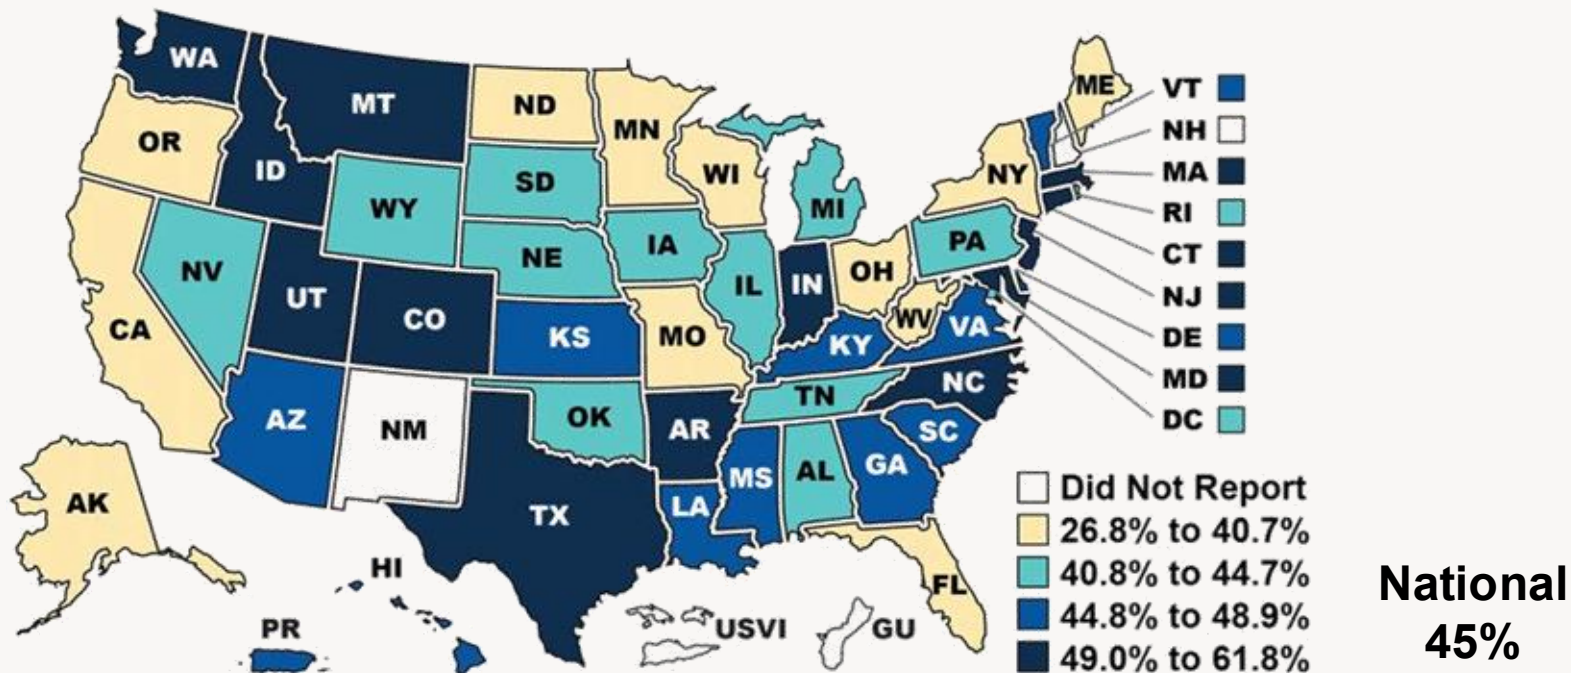 WA
MT
ND
MN
ME
OR
ID
WY
SD
WI
MI
NY
VT
NH
MA
RI
CT
NJ
DE
MD
DC
NV
UT
CO
NE
IA
IL
IN
OH
PA
CA
KS
MO
KY
WV
VA
AZ
NM
OK
AR
TN
NC
SC
MS
AL
GA
LA
TX
FL
AK
HI
PR
USVI
GU
Did Not Report
26.8% to 40.7%
40.8% to 44.7%
44.8% to 48.9%
49.0% to 61.8%
National
45%